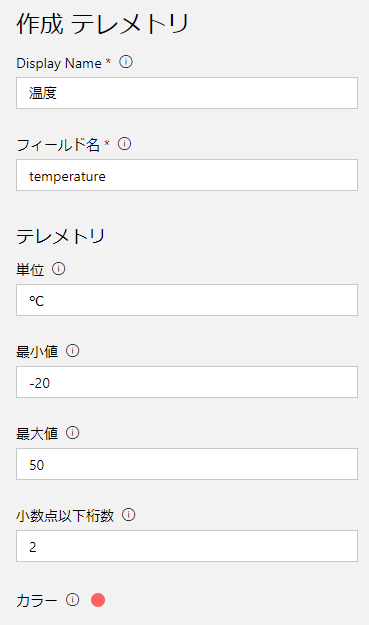 作成 テレメトリ
Display Name *
温度
フィールド名 *
temperature
テレメトリ
単位
ºC
最小値
-20
最大値
50
小数点以下桁数
2
カラー